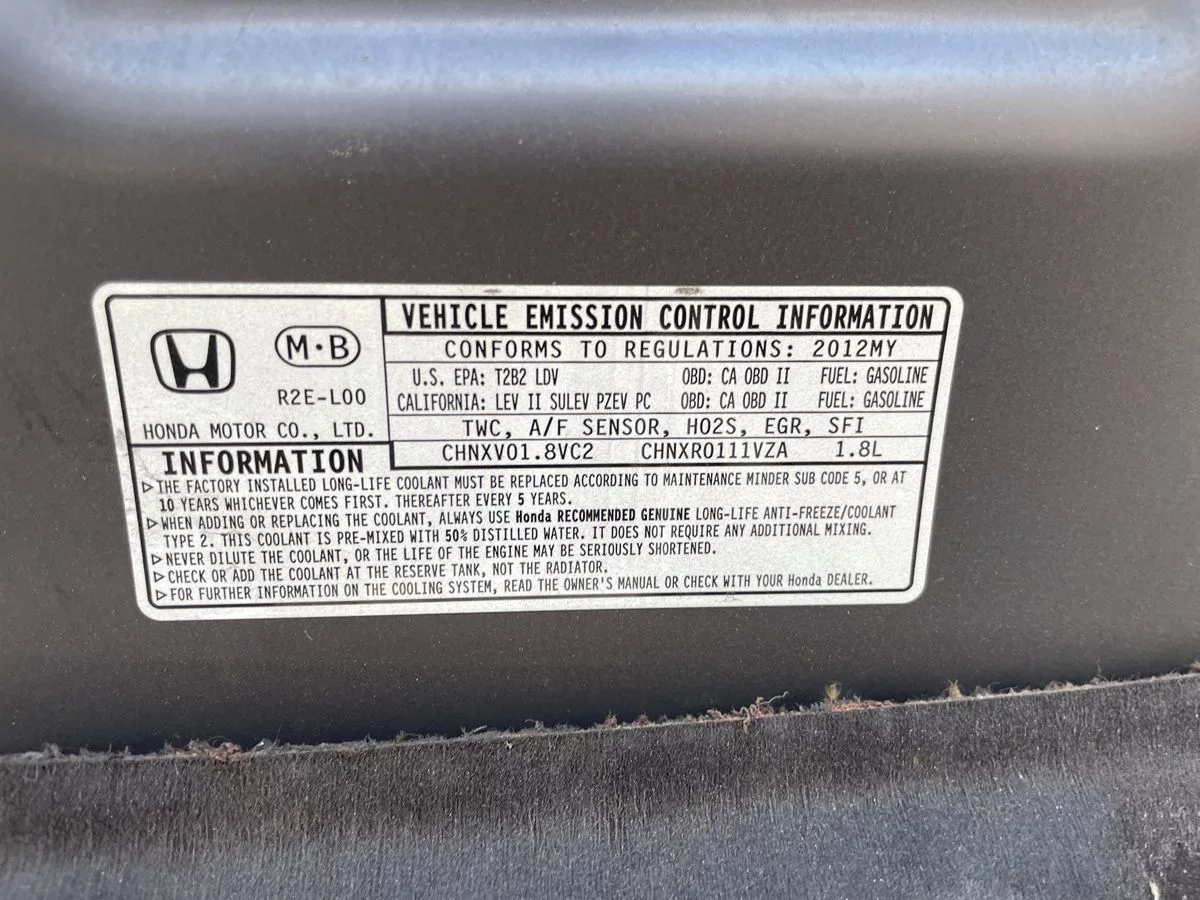 M·B
R2E-L00
HONDA MOTOR CO., LTD.
VEHICLE EMISSION CONTROL INFORMATION
CONFORMS TO REGULATIONS: 2012MY
U.S. EPA: T2B2 LDV OBD: CA OBD II FUEL: GASOLINE
CALIFORNIA: LEV II SULEV PZEV PC OBD: CA OBD II FUEL: GASOLINE
TWC, A/F SENSOR, HO2S, EGR, SFI
CHNXV01.8VC2 CHNXR0111VZA 1.8L
INFORMATION
▷THE FACTORY INSTALLED LONG-LIFE COOLANT MUST BE REPLACED ACCORDING TO MAINTENANCE MINDER SUB CODE 5, OR AT
10 YEARS WHICHEVER COMES FIRST. THEREAFTER EVERY 5 YEARS.
▷WHEN ADDING OR REPLACING THE COOLANT, ALWAYS USE Honda RECOMMENDED GENUINE LONG-LIFE ANTI-FREEZE/COOLANT
TYPE 2. THIS COOLANT IS PRE-MIXED WITH 50% DISTILLED WATER. IT DOES NOT REQUIRE ANY ADDITIONAL MIXING.
▷NEVER DILUTE THE COOLANT, OR THE LIFE OF THE ENGINE MAY BE SERIOUSLY SHORTENED.
▷CHECK OR ADD THE COOLANT AT THE RESERVE TANK, NOT THE RADIATOR.
▷FOR FURTHER INFORMATION ON THE COOLING SYSTEM, READ THE OWNER'S MANUAL OR CHECK WITH YOUR Honda DEALER.